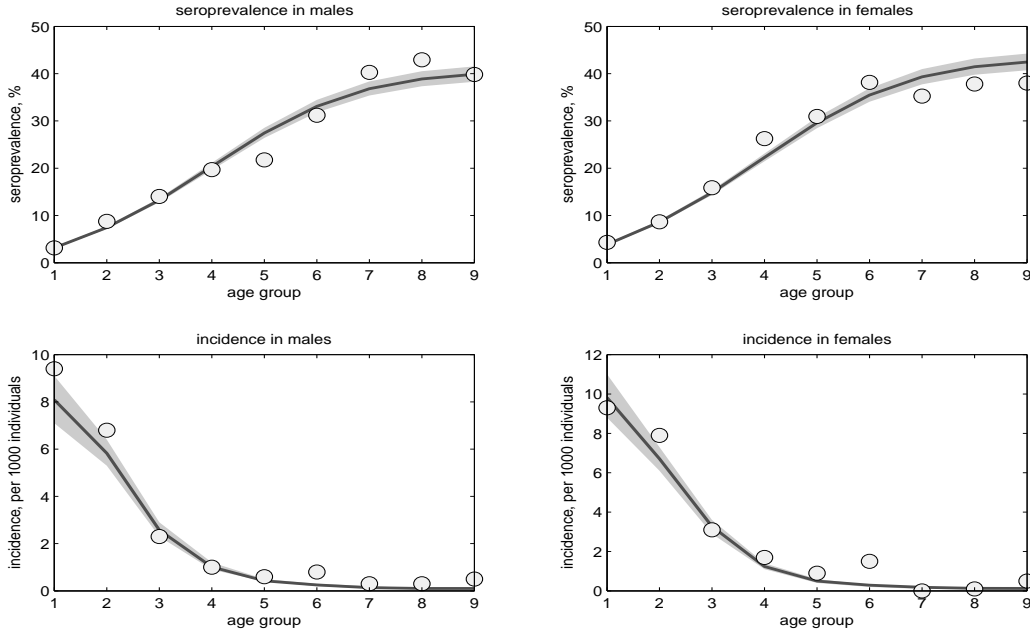 seroprevalence in males
seroprevalence, %
50
40
30
20
10
0
1 2 3 4 5 6 7 8 9
age group
seroprevalence in females
seroprevalence, %
50
40
30
20
10
0
1 2 3 4 5 6 7 8 9
age group
incidence in males
incidence, per 1000 individuals
10
8
6
4
2
0
1 2 3 4 5 6 7 8 9
age group
incidence in females
incidence, per 1000 individuals
12
10
8
6
4
2
0
1 2 3 4 5 6 7 8 9
age group